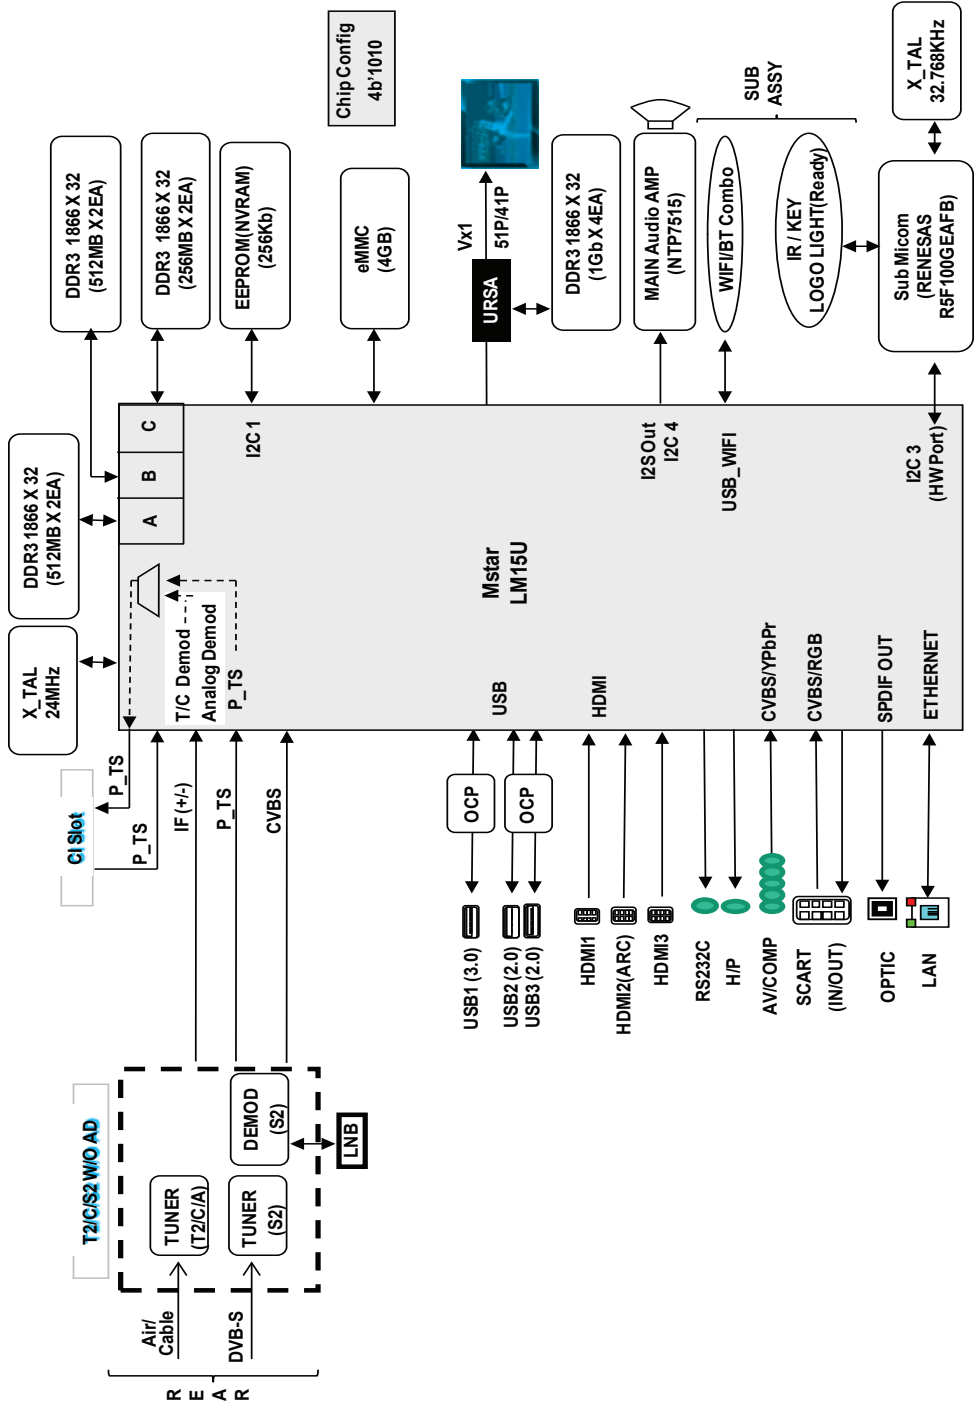 REAR
Air/
Cable
DVB-S
T2/C/S2 W/O AD
TUNER
(T2/C/A)
TUNER
(S2)
DEMOD
(S2)
LNB
CI Slot
P_TS
P_TS
IF (+/-)
P_TS
CVBS
X_TAL
24MHz
DDR3 1866 X 32
(512MB X 2EA)
DDR3 1866 X 32
(512MB X 2EA)
DDR3 1866 X 32
(256MB X 2EA)
EEPROM(NVRAM)
(256Kb)
eMMC
(4GB)
Chip Config
4b'1010
A
B
C
T/C Demod
Analog Demod
P_TS
I2C 1
Mstar
LM15U
URSA
Vx1
51P/41P
DDR3 1866 X 32
(1Gb X 4EA)
MAIN Audio AMP
(NTP7515)
I2S Out
I2C 4
WIFI/BT Combo
USB_WIFI
SUB
ASSY
IR / KEY
LOGO LIGHT(Ready)
Sub Micom
(RENESAS
R5F100GEAFB)
X_TAL
32.768KHz
I2C 3
(HW Port)
USB1 (3.0)
OCP
USB
USB2 (2.0)
USB3 (2.0)
OCP
HDMI1
HDMI2(ARC)
HDMI3
HDMI
RS232C
H/P
AV/COMP
CVBS/YPbPr
SCART
(IN/OUT)
CVBS/RGB
OPTIC
SPDIF OUT
LAN
ETHERNET